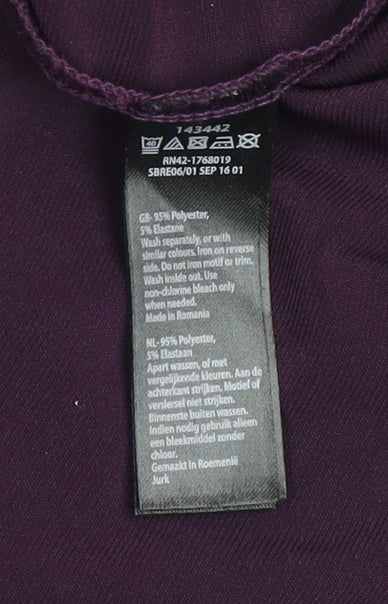 143442
40
RN42-1768019
SBRE06/01 SEP 16 01
GB- 95% Polyester,
5% Elastane
Wash separately, or with
similar colours. Iron on reverse
side. Do not iron motif or trim.
Wash inside out. Use
non-chlorine bleach only
when needed.
Made in Romania
NL- 95% Polyester,
5% Elastaan
Apart wassen, of met
vergelijkende kleuren. Aan de
achterkant strijken. Motief of
versiersel niet strijken.
Binnenste buiten wassen.
Indien nodig gebruik alleen
een bleekmiddel zonder
chloor.
Gemaakt in Roemenië
Jurk